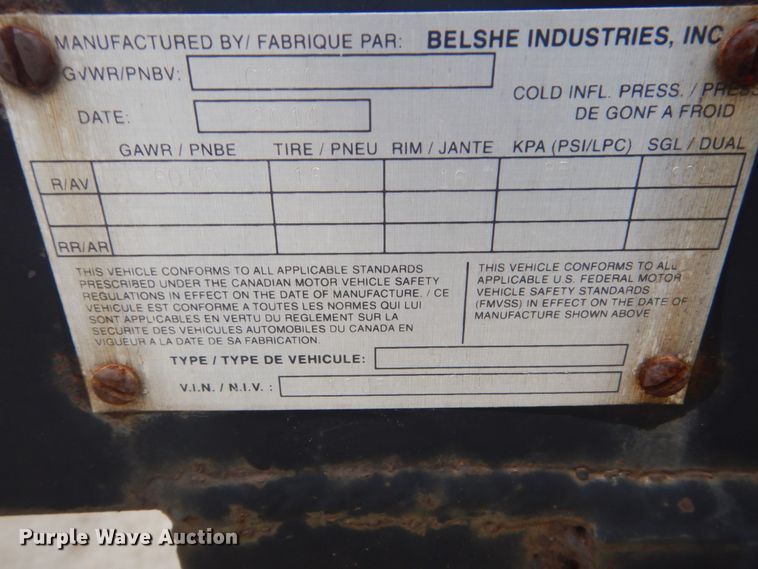 MANUFACTURED BY/ FABRIQUE PAR: BELSHE INDUSTRIES, INC
GVWR/PNBV:
COLD INFL. PRESS. / PRES
DATE:
DE GONF A FROID
GAWR / PNBE TIRE / PNEU RIM / JANTE KPA (PSI/LPC) SGL / DUAL
R/AV 16
RR/AR
THIS VEHICLE CONFORMS TO ALL APPLICABLE STANDARDS
PRESCRIBED UNDER THE CANADIAN MOTOR VEHICLE SAFETY
REGULATIONS IN EFFECT ON THE DATE OF MANUFACTURE. / CE
VEHICULE EST CONFORME A TOUTES LES NORMES QUI LUI
SONT APPLICABLES EN VERTU DU REGLEMENT SUR LA
SECURITE DES VEHICULES AUTOMOBILES DU CANADA EN
VIGUEUR A LA DATE DE SA FABRICATION.
THIS VEHICLE CONFORMS TO ALL
APPLICABLE U.S. FEDERAL MOTOR
VEHICLE SAFETY STANDARDS
(FMVSS) IN EFFECT ON THE DATE OF
MANUFACTURE SHOWN ABOVE
TYPE / TYPE DE VEHICULE:
V.I.N. / N.I.V. :
Purple Wave Auction